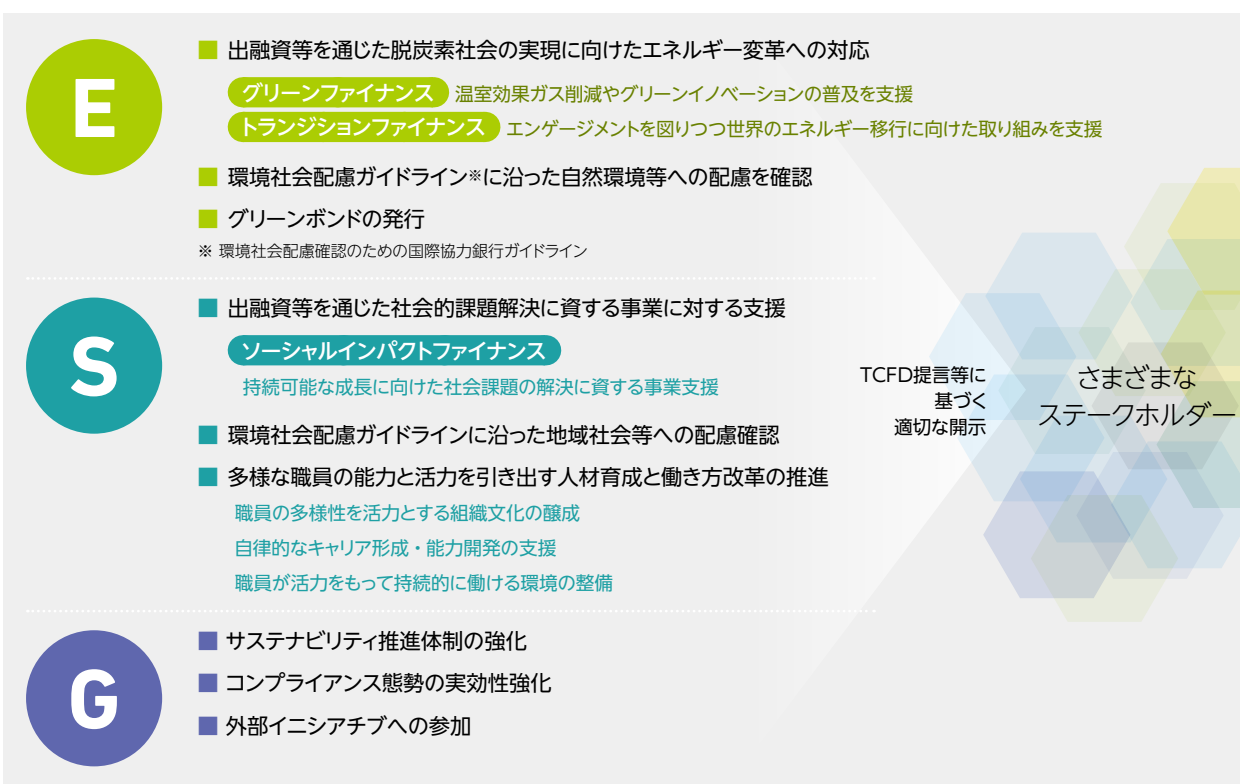 E
■ 出融資等を通じた脱炭素社会の実現に向けたエネルギー変革への対応
グリーンファイナンス 温室効果ガス削減やグリーンイノベーションの普及を支援
トランジションファイナンス エンゲージメントを図りつつ世界のエネルギー移行に向けた取り組みを支援
■ 環境社会配慮ガイドライン※に沿った自然環境等への配慮を確認
■ グリーンボンドの発行
※ 環境社会配慮確認のための国際協力銀行ガイドライン
S
■ 出融資等を通じた社会的課題解決に資する事業に対する支援
ソーシャルインパクトファイナンス
持続可能な成長に向けた社会課題の解決に資する事業支援
■ 環境社会配慮ガイドラインに沿った地域社会等への配慮確認
■ 多様な職員の能力と活力を引き出す人材育成と働き方改革の推進
職員の多様性を活力とする組織文化の醸成
自律的なキャリア形成・能力開発の支援
職員が活力をもって持続的に働ける環境の整備
G
■ サステナビリティ推進体制の強化
■ コンプライアンス態勢の実効性強化
■ 外部イニシアチブへの参加
TCFD提言等に
基づく
適切な開示
さまざまな
ステークホルダー